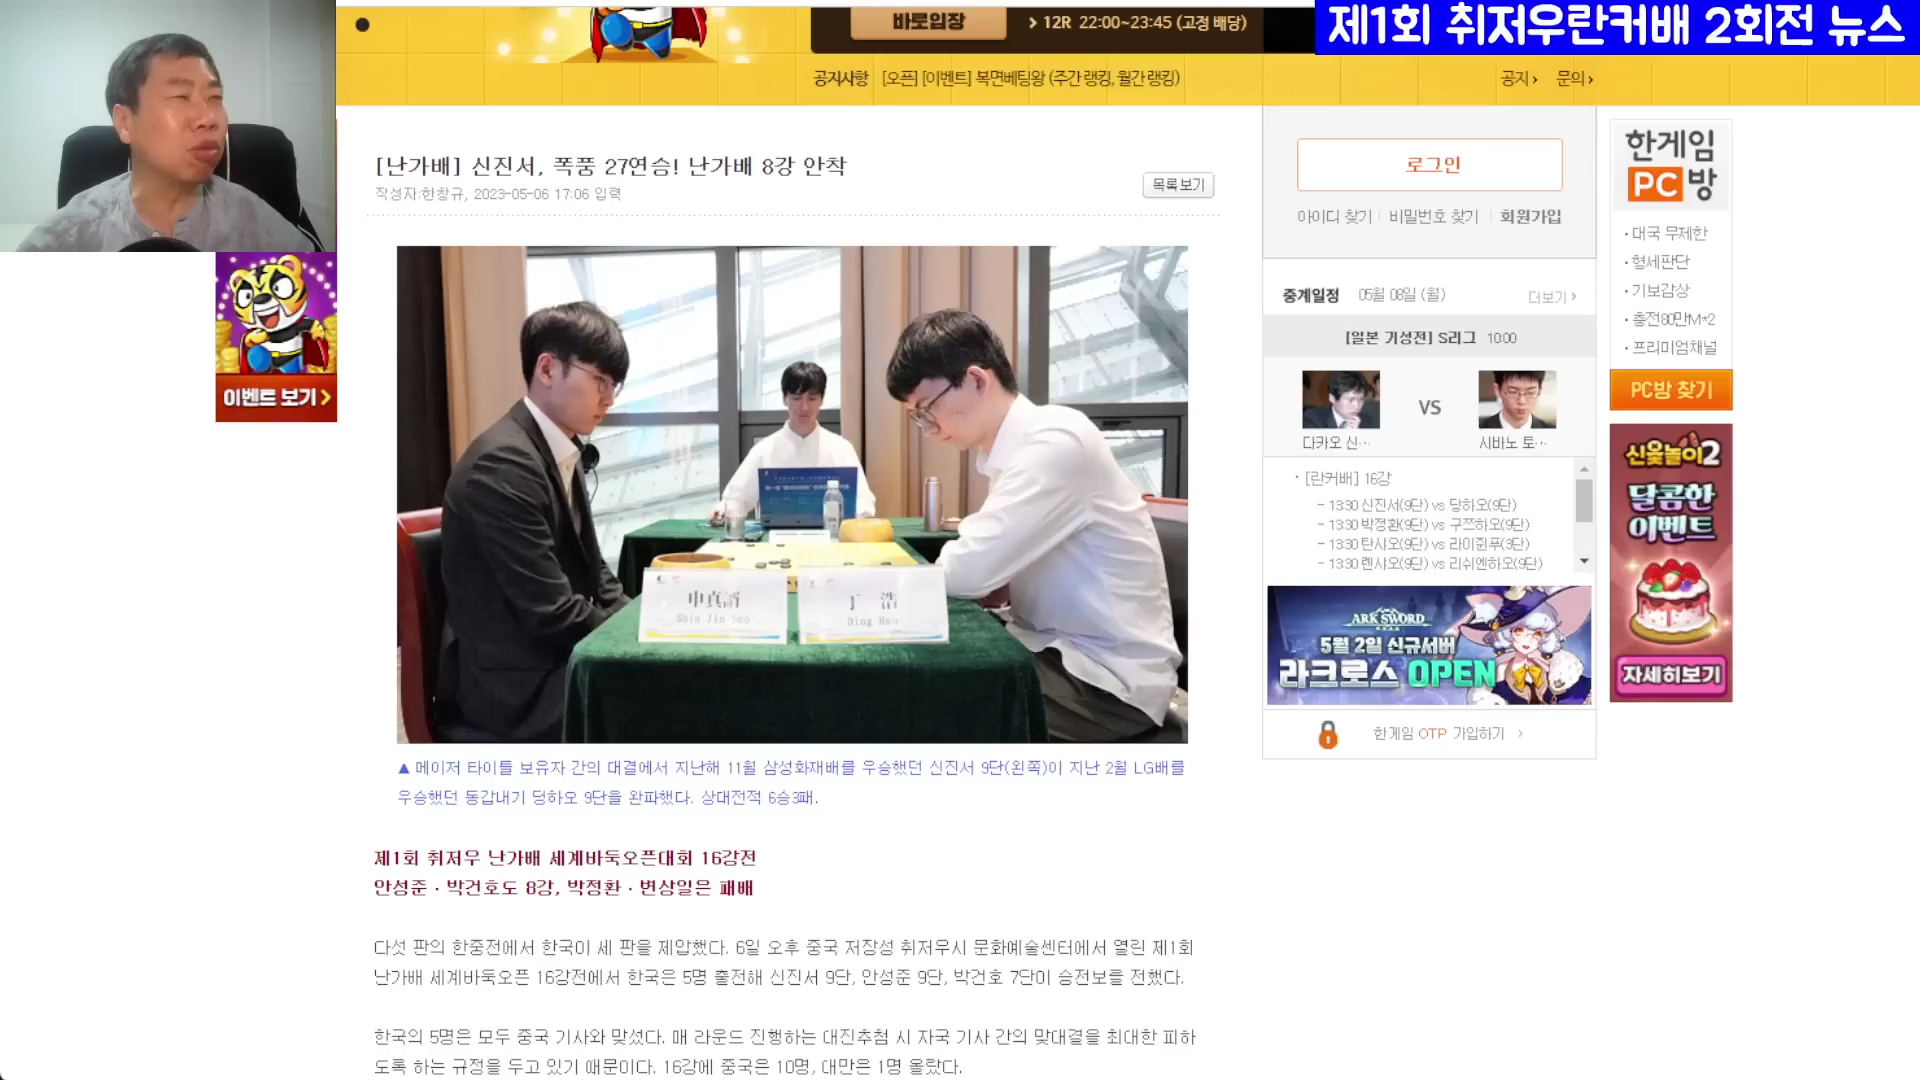 제1회 취저우란커배 2회전 뉴스
바로입장
> 12R 22:00~23:45 (고정 배당)
공지사항 [오픈] [이벤트] 복면베팅왕 (주간 랭킹, 월간 랭킹)
공지 ›
문의 ›
[난가배] 신진서, 폭풍 27연승! 난가배 8강 안착
작성자:한창규, 2023-05-06 17:06 입력
목록보기
이벤트 보기 >
申真諝
Shin Jin Seo
丁 浩
Ding Hao
▲ 메이저 타이틀 보유자 간의 대결에서 지난해 11월 삼성화재배를 우승했던 신진서 9단(왼쪽)이 지난 2월 LG배를
우승했던 동갑내기 딩하오 9단을 완파했다. 상대전적 6승3패.
제1회 취저우 난가배 세계바둑오픈대회 16강전
안성준 · 박건호도 8강, 박정환 · 변상일은 패배
다섯 판의 한중전에서 한국이 세 판을 제압했다. 6일 오후 중국 저장성 취저우시 문화예술센터에서 열린 제1회
난가배 세계바둑오픈 16강전에서 한국은 5명 출전해 신진서 9단, 안성준 9단, 박건호 7단이 승전보를 전했다.
한국의 5명은 모두 중국 기사와 맞섰다. 매 라운드 진행하는 대진추첨 시 자국 기사 간의 맞대결을 최대한 피하
도록 하는 규정을 두고 있기 때문이다. 16강에 중국은 10명, 대만은 1명 올랐다.
로그인
아이디 찾기 | 비밀번호 찾기 | 회원가입
중계일정 05월 08일 (월) 더보기 ›
[일본 기성전] S리그 10:00
VS
다카오 신···
시바노 토···
· [란커배] 16강
- 13:30 신진서(9단) vs 딩하오(9단)
- 13:30 박정환(9단) vs 구쯔하오(9단)
- 13:30 탄샤오(9단) vs 라이쥔푸(3단)
- 13:30 롄샤오(9단) vs 리쉬엔하오(9단)
ARK SWORD
5월 2일 신규서버
라크로스 OPEN
한게임 OTP 가입하기 ›
한게임
PC방
· 대국 무제한
· 형세판단
· 기보감상
· 총전80만M*2
· 프리미엄채널
PC방 찾기
신윷놀이2
달콤한
이벤트
자세히보기